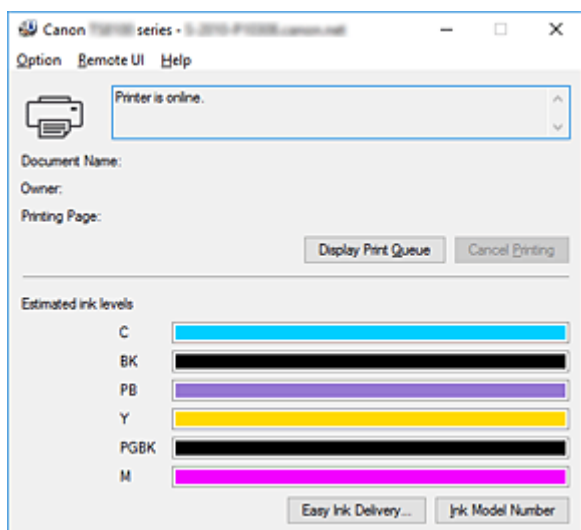 Canon series -
Option Remote UI Help
Printer is online.
Document Name:
Owner:
Printing Page:
Display Print Queue Cancel Printing
Estimated ink levels
C
BK
PB
Y
PGBK
M
Easy Ink Delivery... Ink Model Number